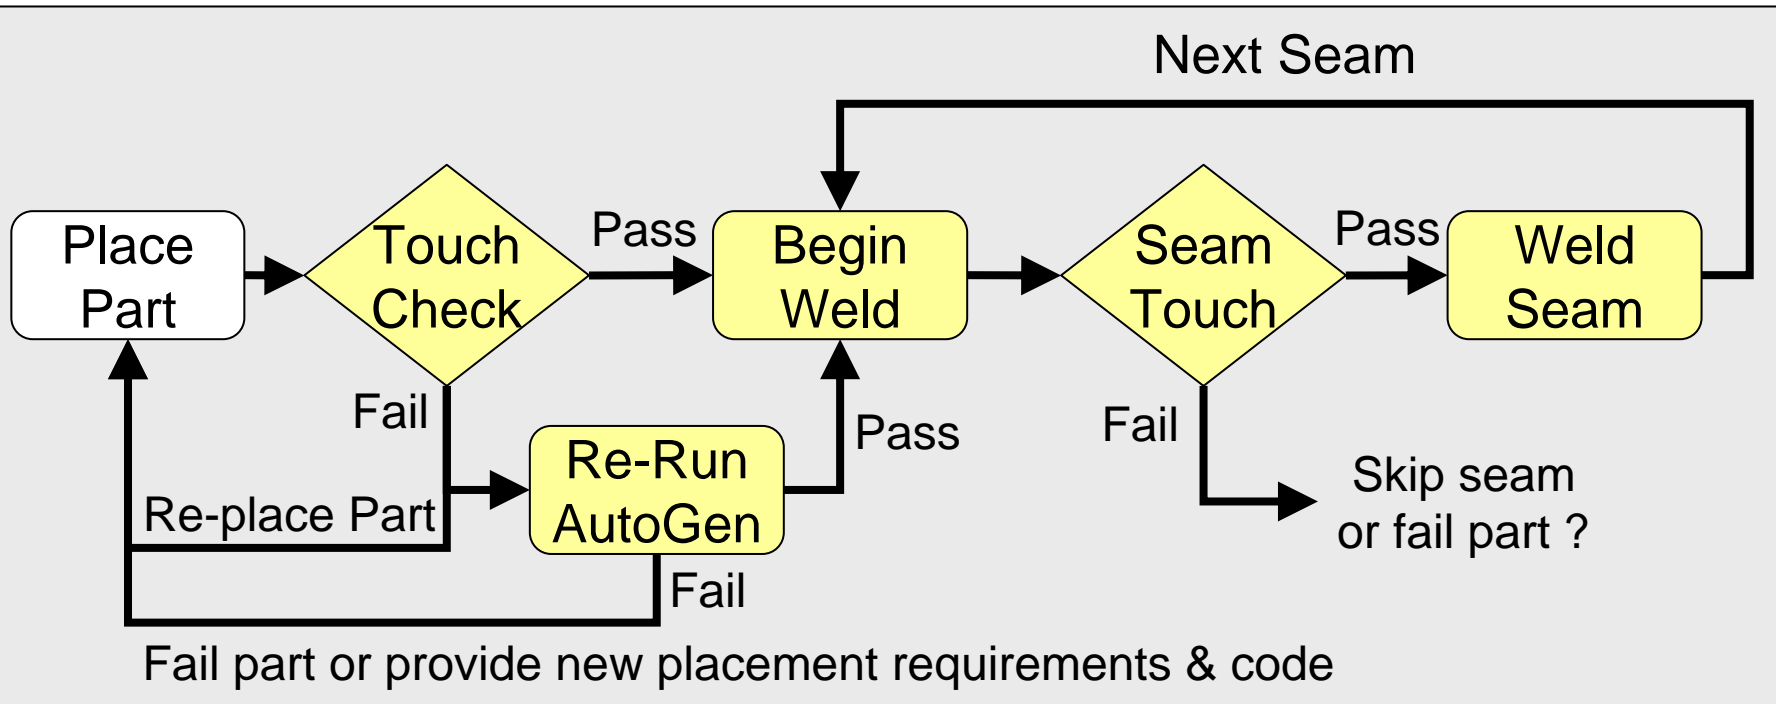 Next Seam
Place
Part
Touch
Check
Pass
Begin
Weld
Seam
Touch
Pass
Weld
Seam
Fail
Re-place Part
Re-Run
AutoGen
Pass
Fail
Fail
Skip seam
or fail part ?
Fail part or provide new placement requirements & code